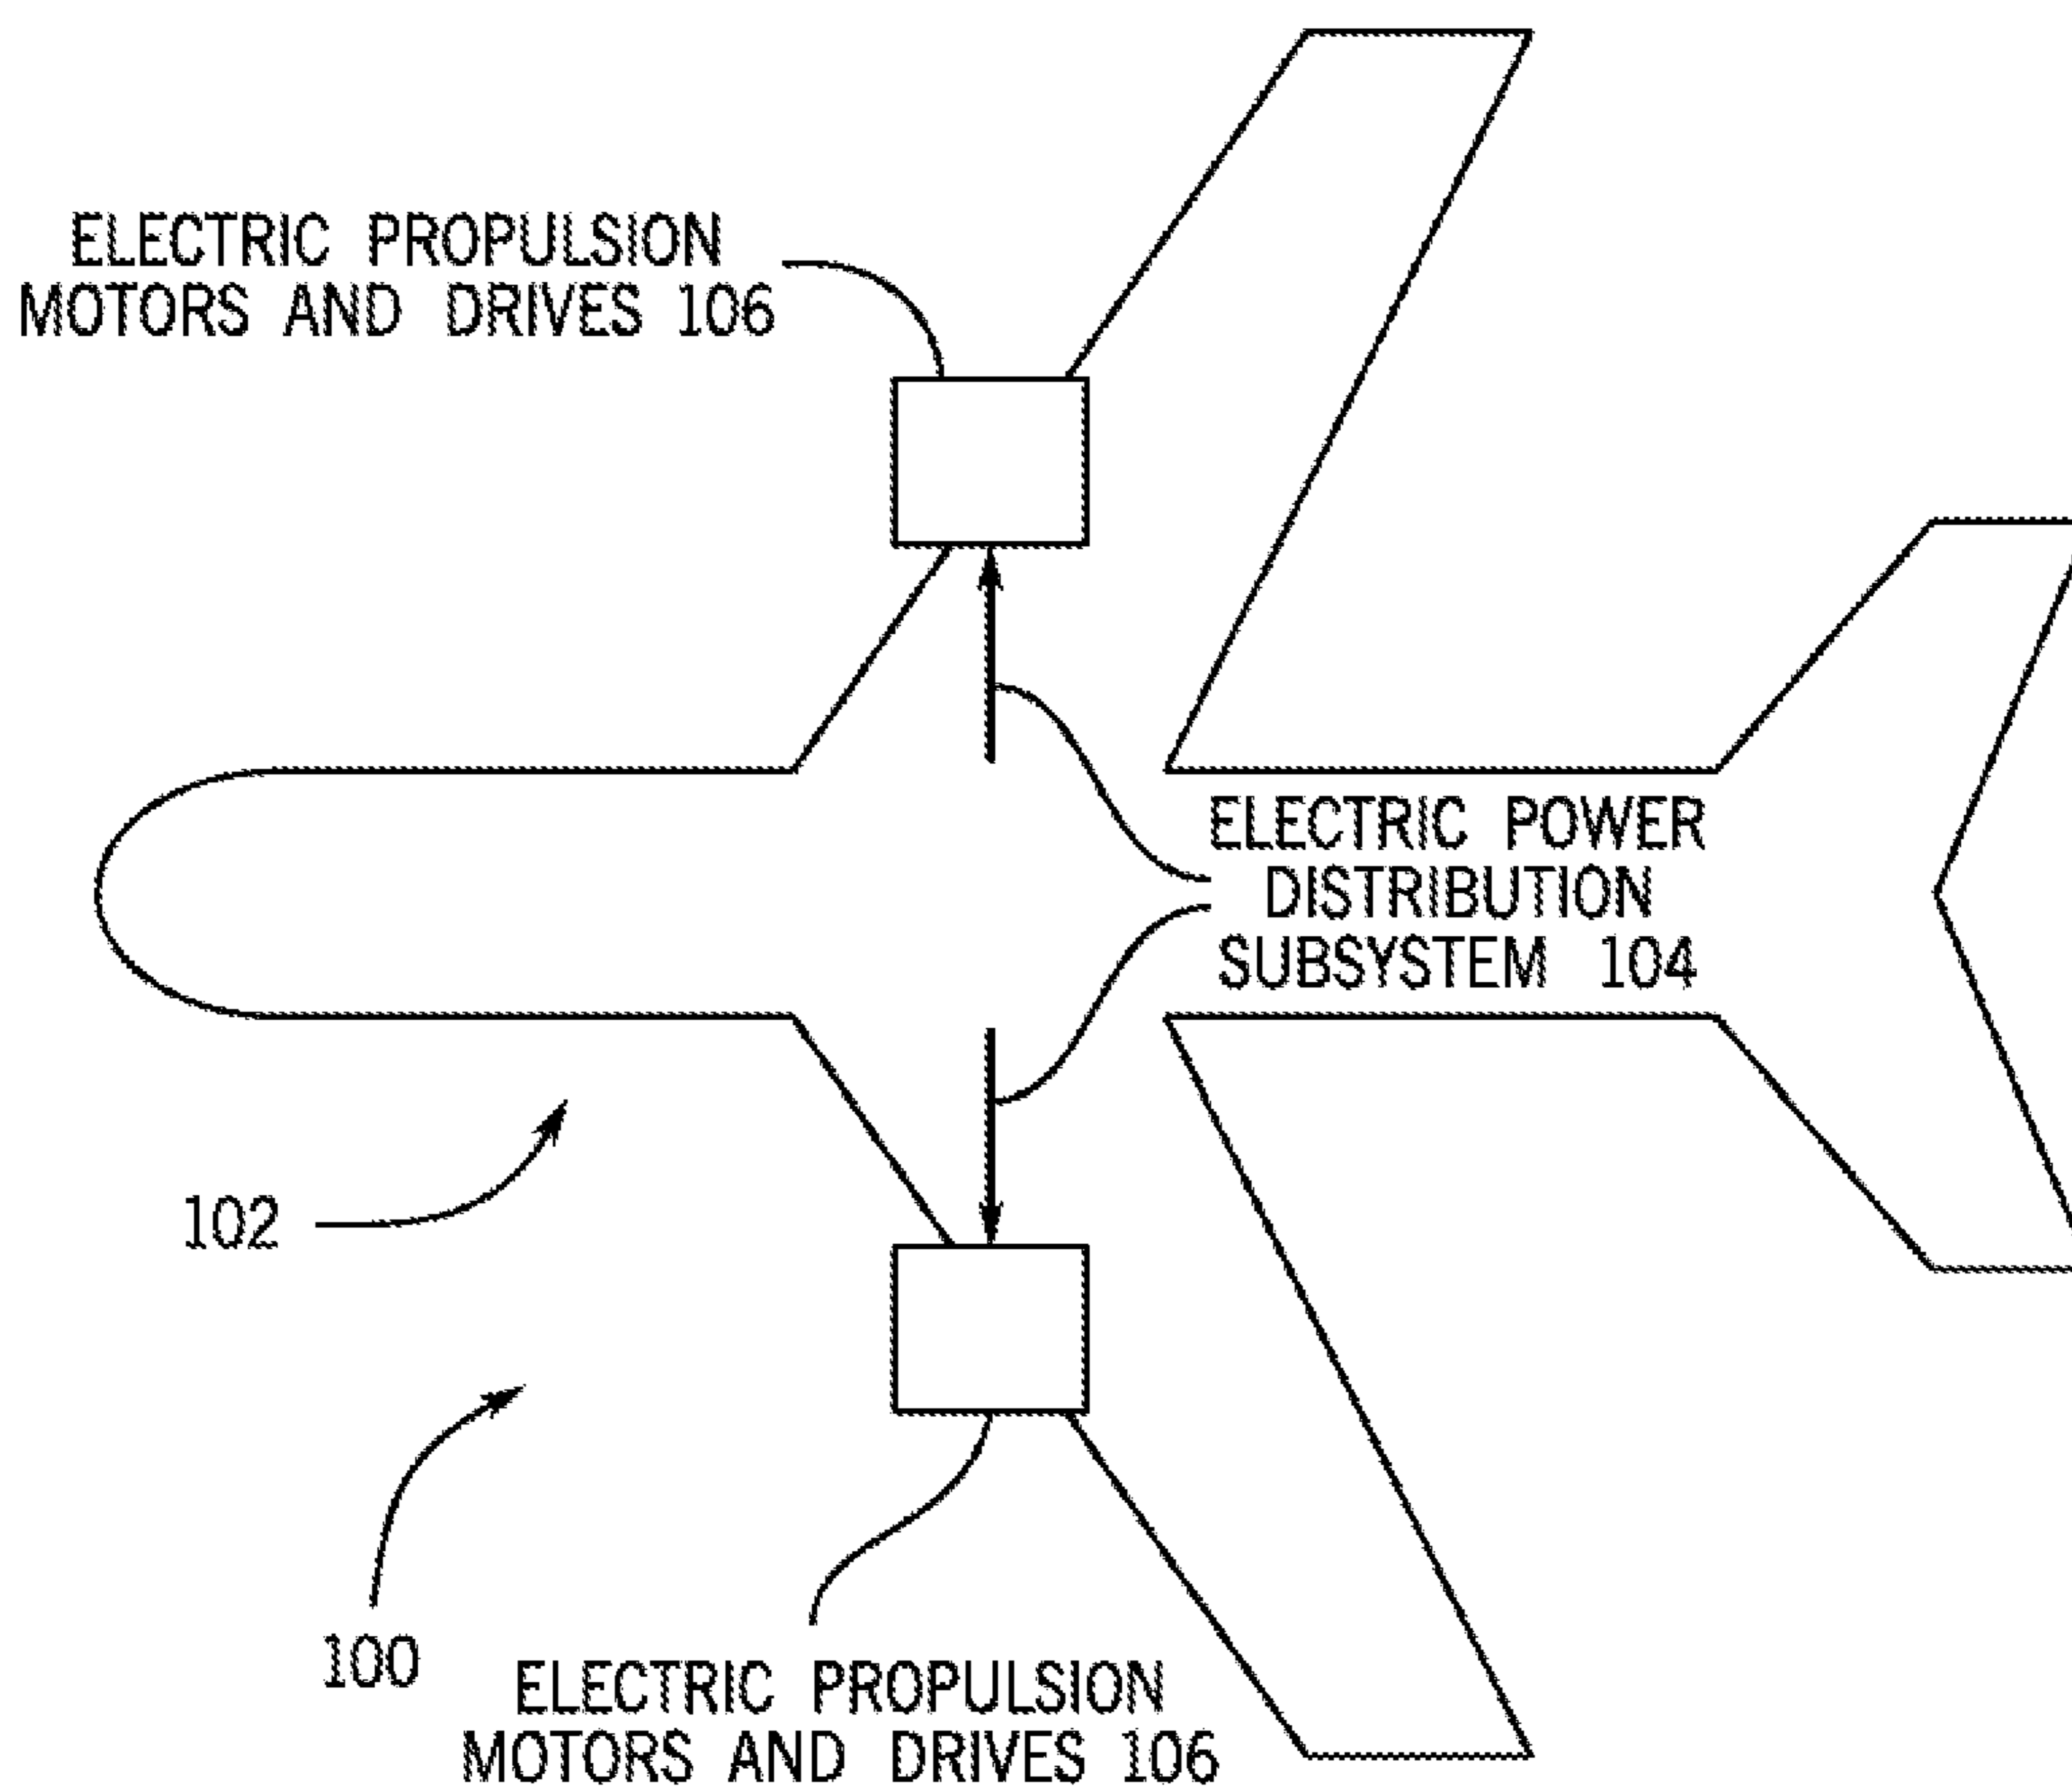 ELECTRIC PROPULSION
MOTORS AND DRIVES 106
ELECTRIC POWER
DISTRIBUTION
SUBSYSTEM 104
102
100
ELECTRIC PROPULSION
MOTORS AND DRIVES 106